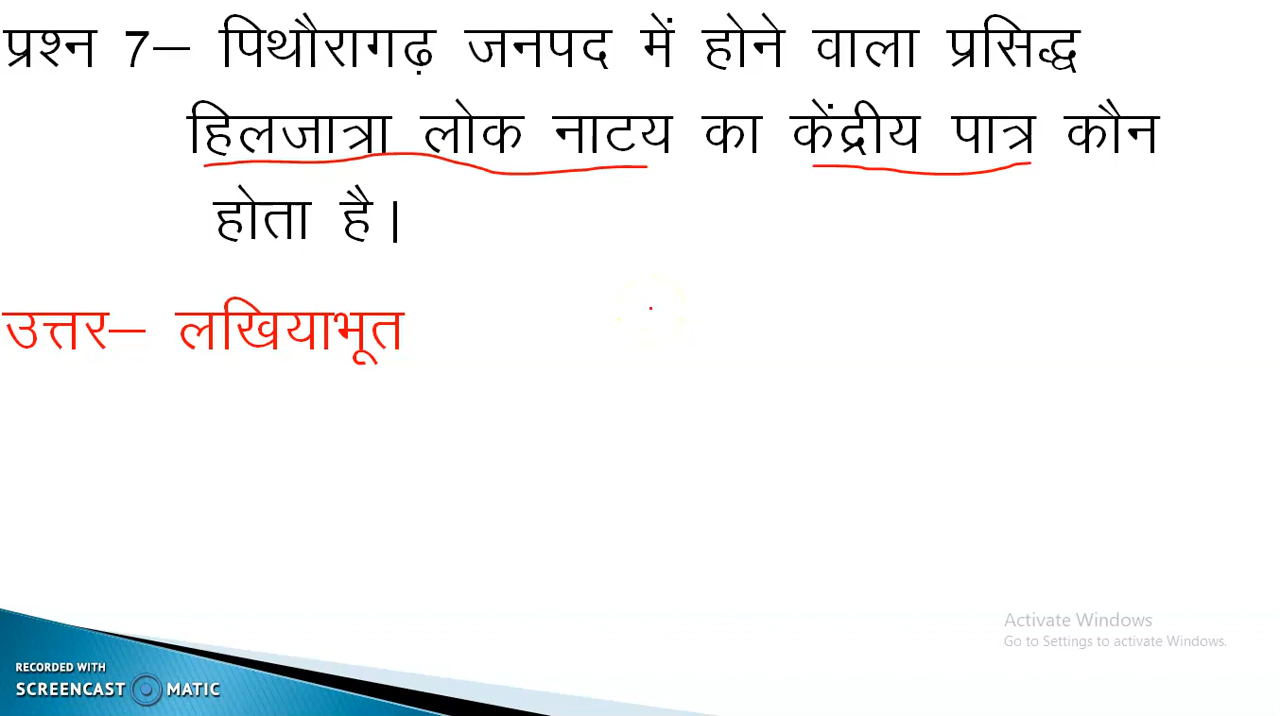 प्रश्न 7– पिथौरागढ़ जनपद में होने वाला प्रसिद्ध
हिलजात्रा लोक नाटय का केंद्रीय पात्र कौन
होता है।
उत्तर– लखियाभूत
Activate Windows
Go to Settings to activate Windows.
RECORDED WITH
SCREENCAST MATIC